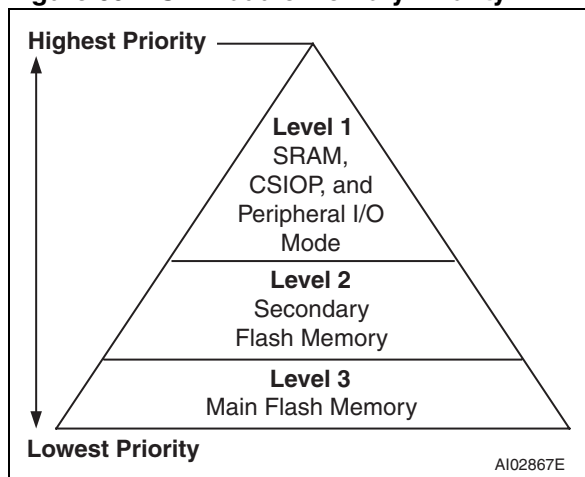 Highest Priority
Level 1
SRAM,
CSIOP, and
Peripheral I/O
Mode
Level 2
Secondary
Flash Memory
Level 3
Main Flash Memory
Lowest Priority
AI02867E